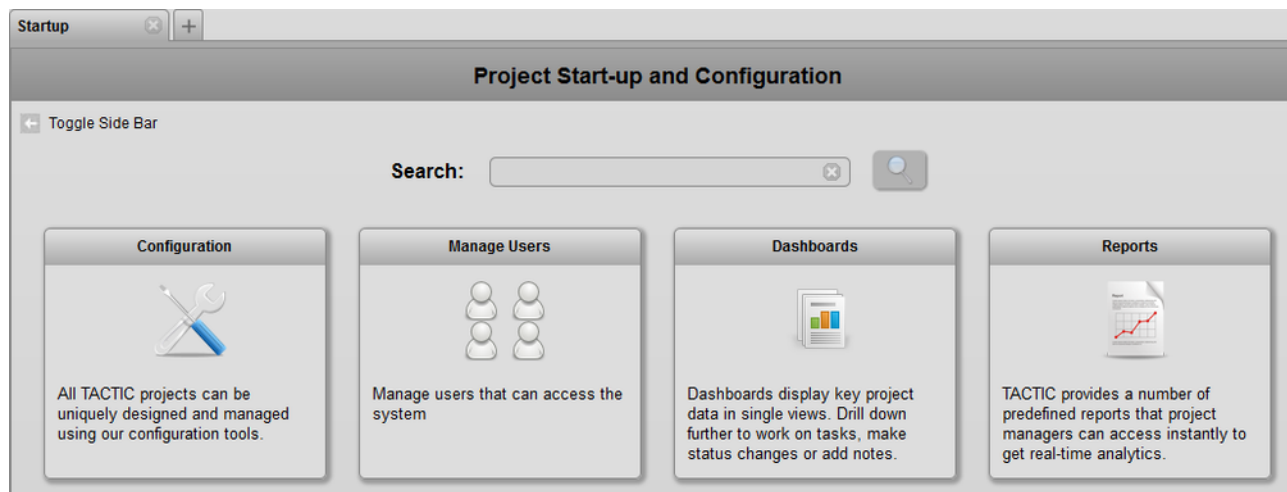 Startup
+
Project Start-up and Configuration
Toggle Side Bar
Search:
Configuration
All TACTIC projects can be
uniquely designed and managed
using our configuration tools.
Manage Users
Manage users that can access the
system
Dashboards
Dashboards display key project
data in single views. Drill down
further to work on tasks, make
status changes or add notes.
Reports
Report
TACTIC provides a number of
predefined reports that project
managers can access instantly to
get real-time analytics.